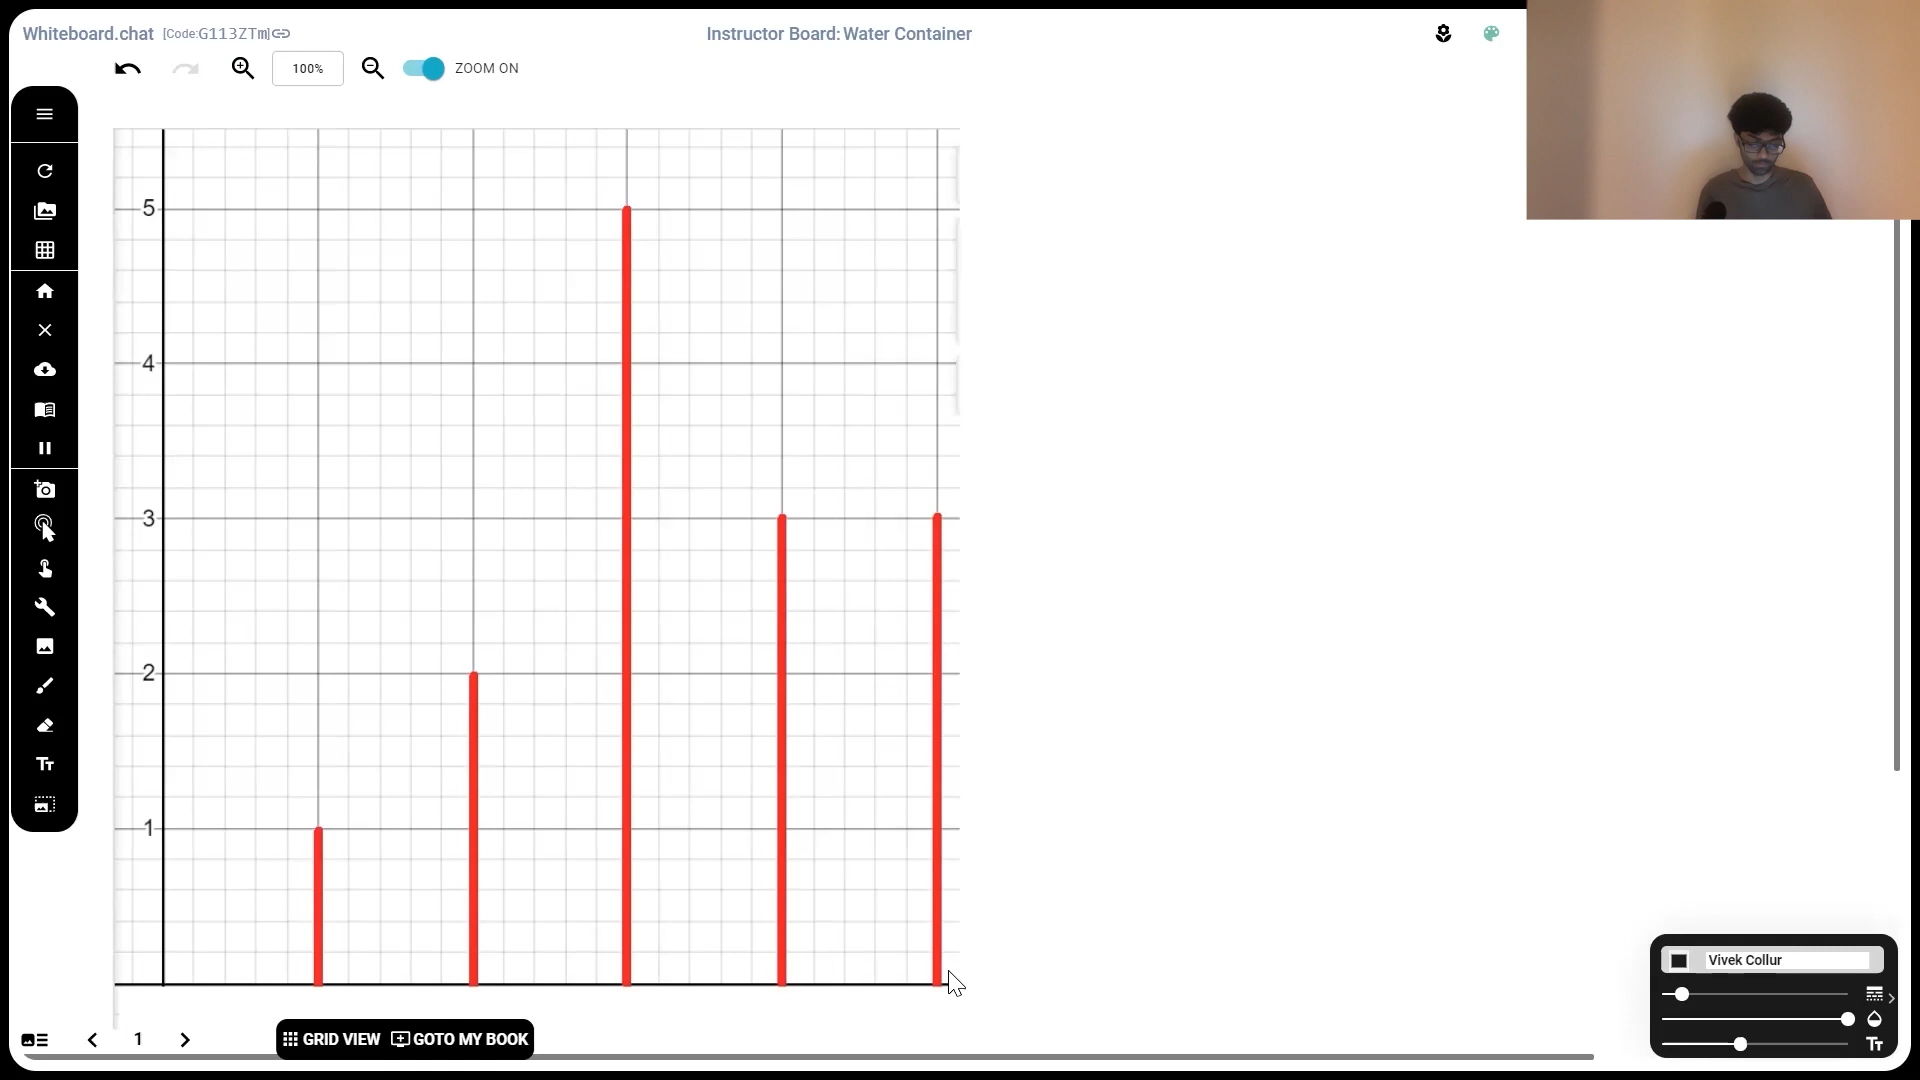 Whiteboard.chat [Code:G113ZTm]
Instructor Board: Water Container
100%
ZOOM ON
5
4
3
2
1
1
GRID VIEW GOTO MY BOOK
Vivek Collur